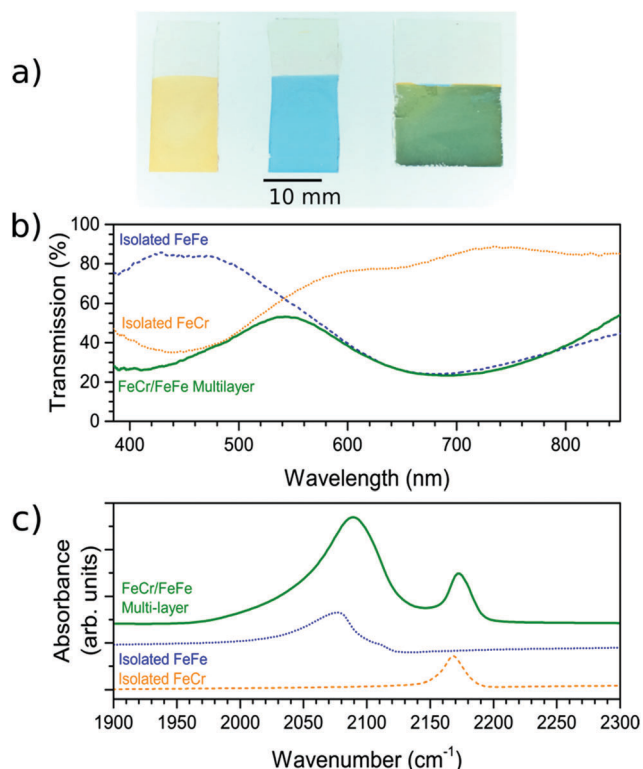 a)
10 mm
b)
100
80
60
40
20
0
Transmission (%)
Isolated FeFe
Isolated FeCr
FeCr/FeFe Multilayer
400 500 600 700 800
Wavelength (nm)
c)
Absorbance
(arb. units)
FeCr/FeFe
Multi-layer
Isolated FeFe
Isolated FeCr
1900 1950 2000 2050 2100 2150 2200 2250 2300
Wavenumber (cm⁻¹)